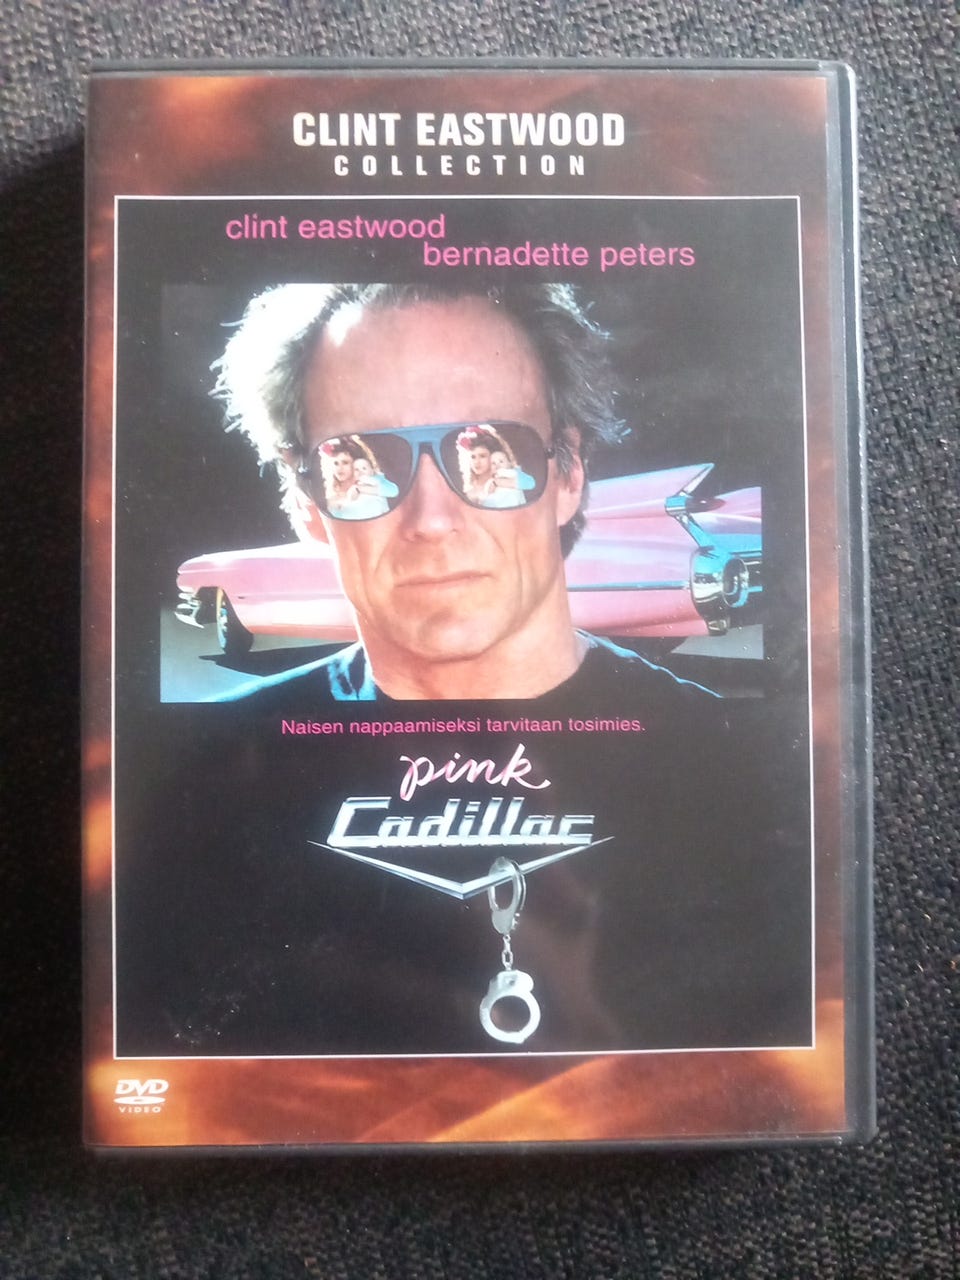 CLINT EASTWOOD
COLLECTION
clint eastwood
bernadette peters
Naisen nappaamiseksi tarvitaan tosimies.
pink
Cadillac
DVD
VIDEO